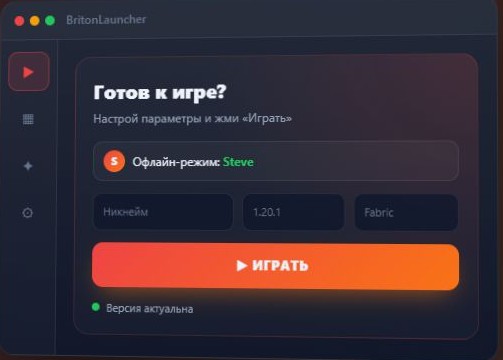 BritonLauncher
Готов к игре?
Настрой параметры и жми «Играть»
S Офлайн-режим: Steve
Никнейм 1.20.1 Fabric
▶ ИГРАТЬ
Версия актуальна